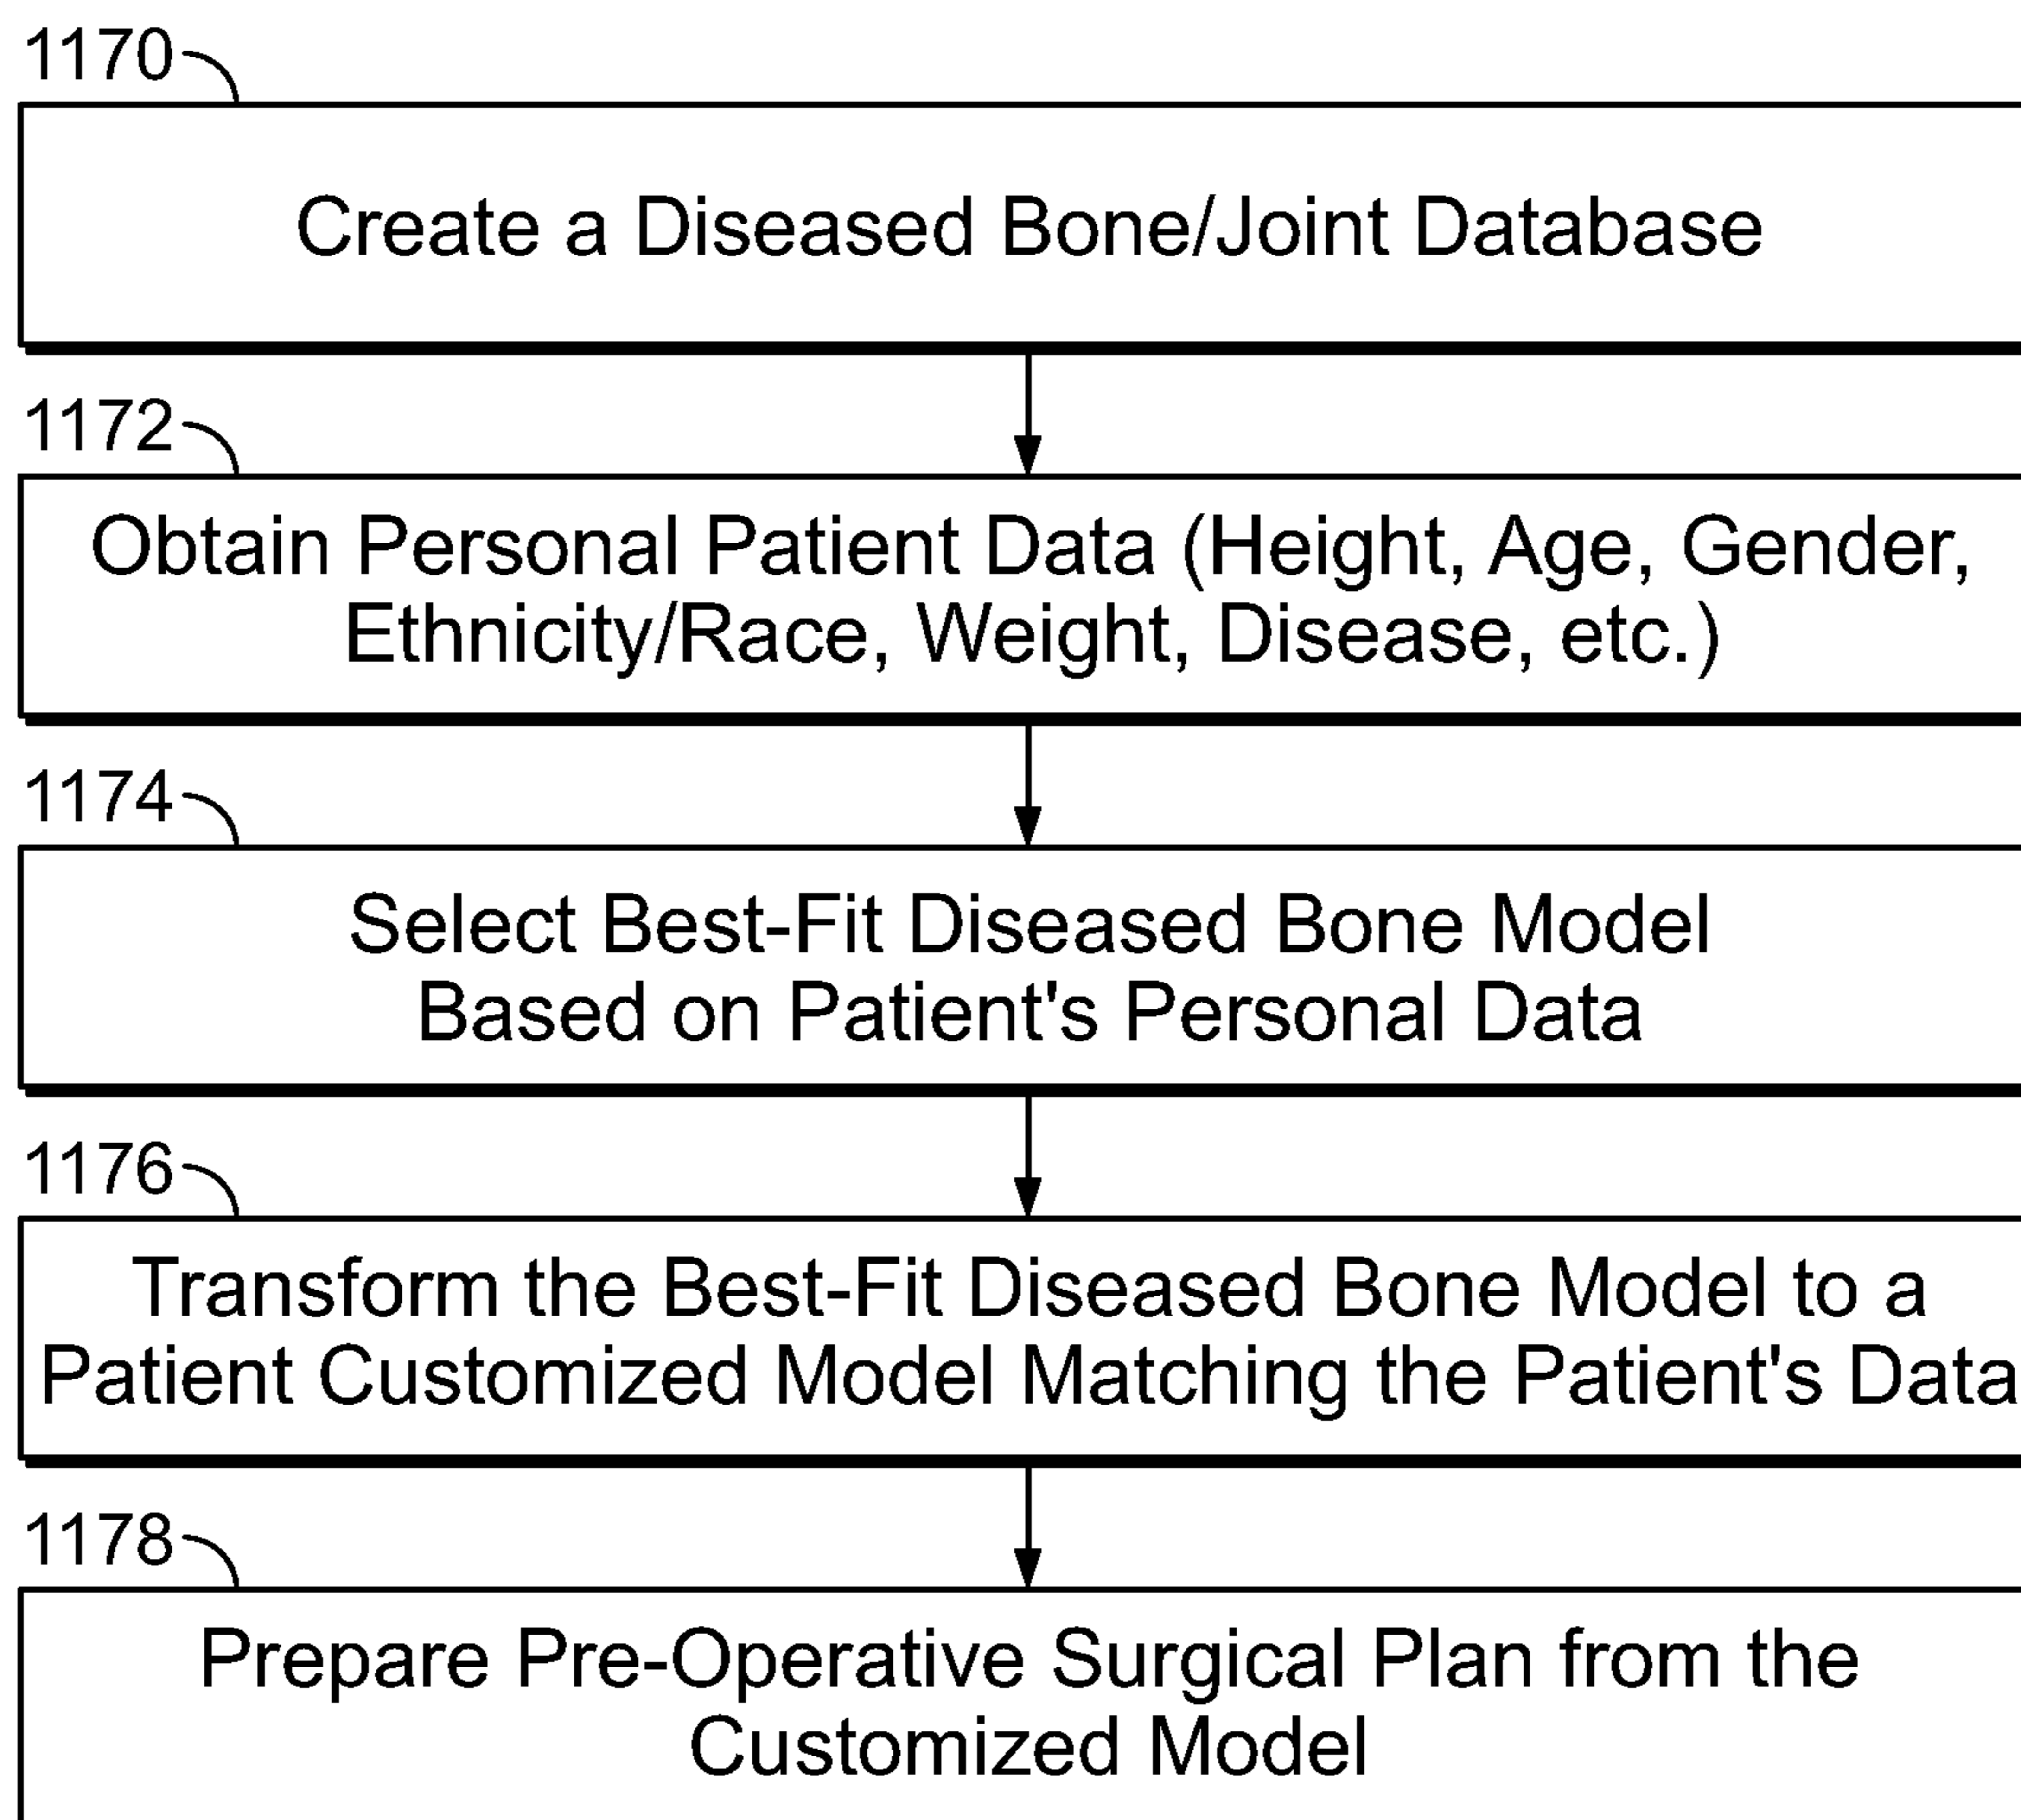 1170
Create a Diseased Bone/Joint Database
1172
Obtain Personal Patient Data (Height, Age, Gender,
Ethnicity/Race, Weight, Disease, etc.)
1174
Select Best-Fit Diseased Bone Model
Based on Patient's Personal Data
1176
Transform the Best-Fit Diseased Bone Model to a
Patient Customized Model Matching the Patient's Data
1178
Prepare Pre-Operative Surgical Plan from the
Customized Model